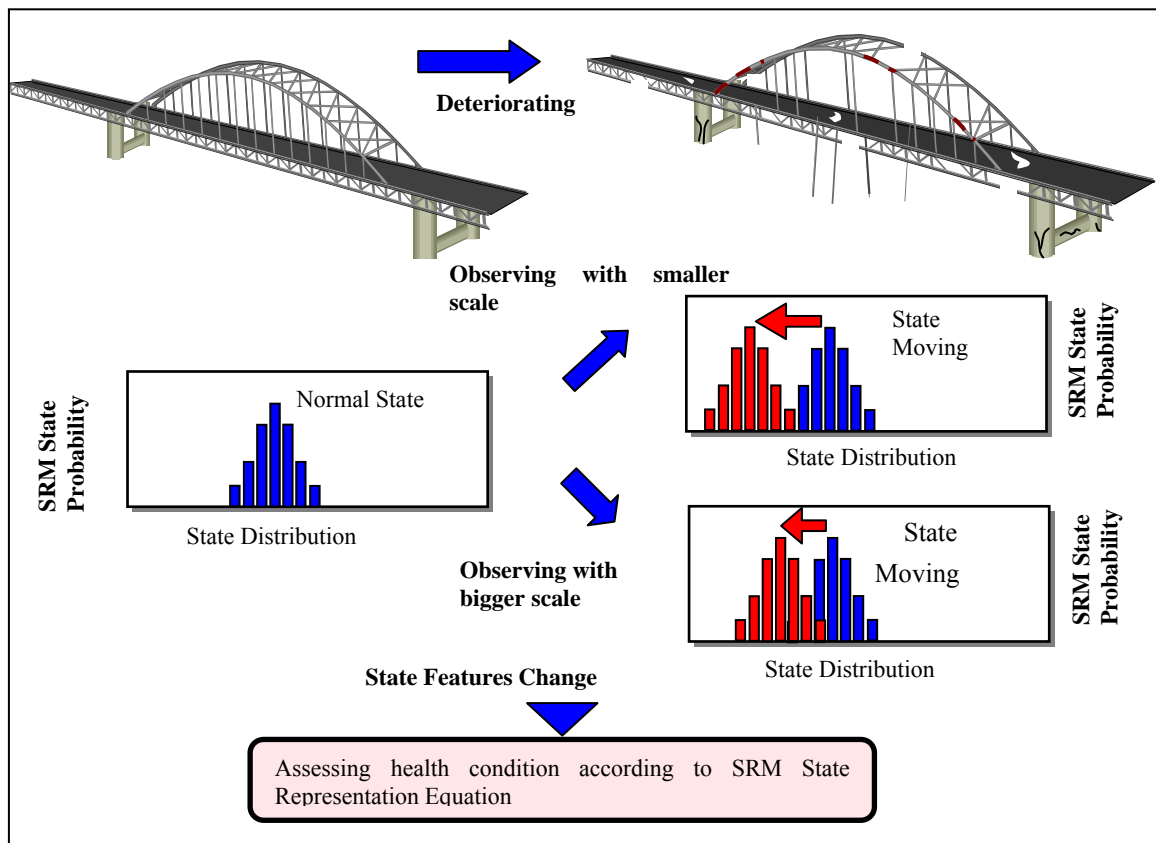 Deteriorating
Observing with smaller
scale
SRM State
Probability
Normal State
State Distribution
State
Moving
SRM State
Probability
State Distribution
Observing with
bigger scale
State
Moving
SRM State
Probability
State Distribution
State Features Change
Assessing health condition according to SRM State
Representation Equation